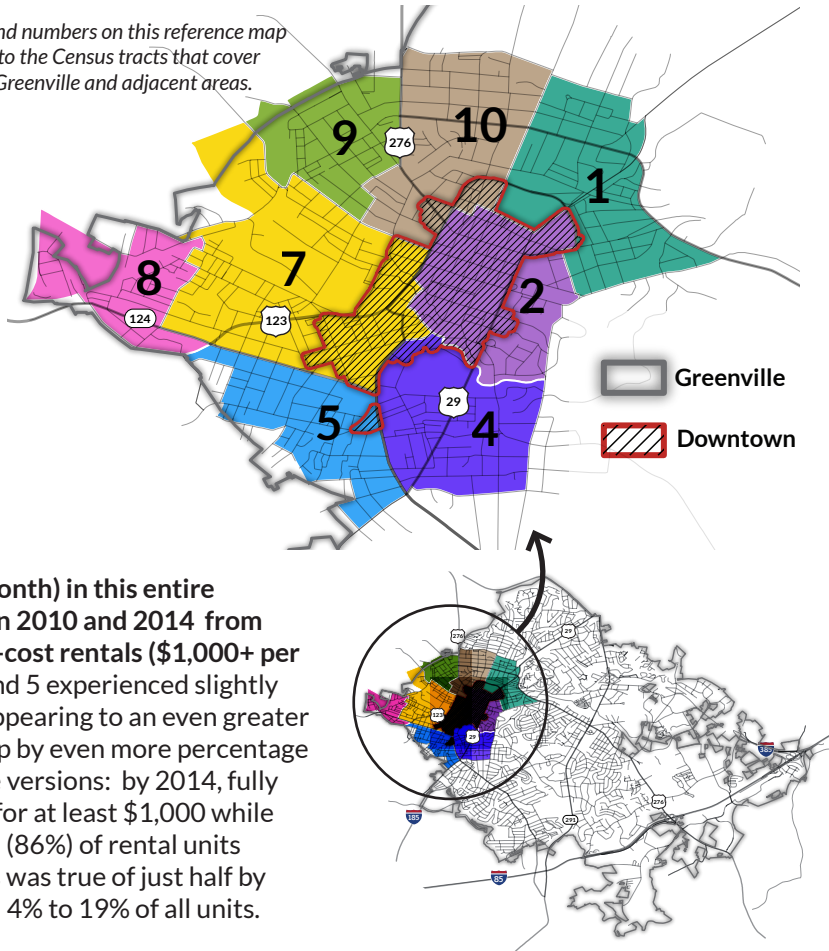 nd numbers on this reference map
to the Census tracts that cover
Greenville and adjacent areas.
9
10
276
1
7
8
2
124
123
Greenville
29
5
4
Downtown
onth) in this entire
n 2010 and 2014 from
-cost rentals ($1,000+ per
nd 5 experienced slightly
ppearing to an even greater
p by even more percentage
e versions: by 2014, fully
for at least $1,000 while
(86%) of rental units
was true of just half by
4% to 19% of all units.
276
29
123
29
385
185
276
291
85